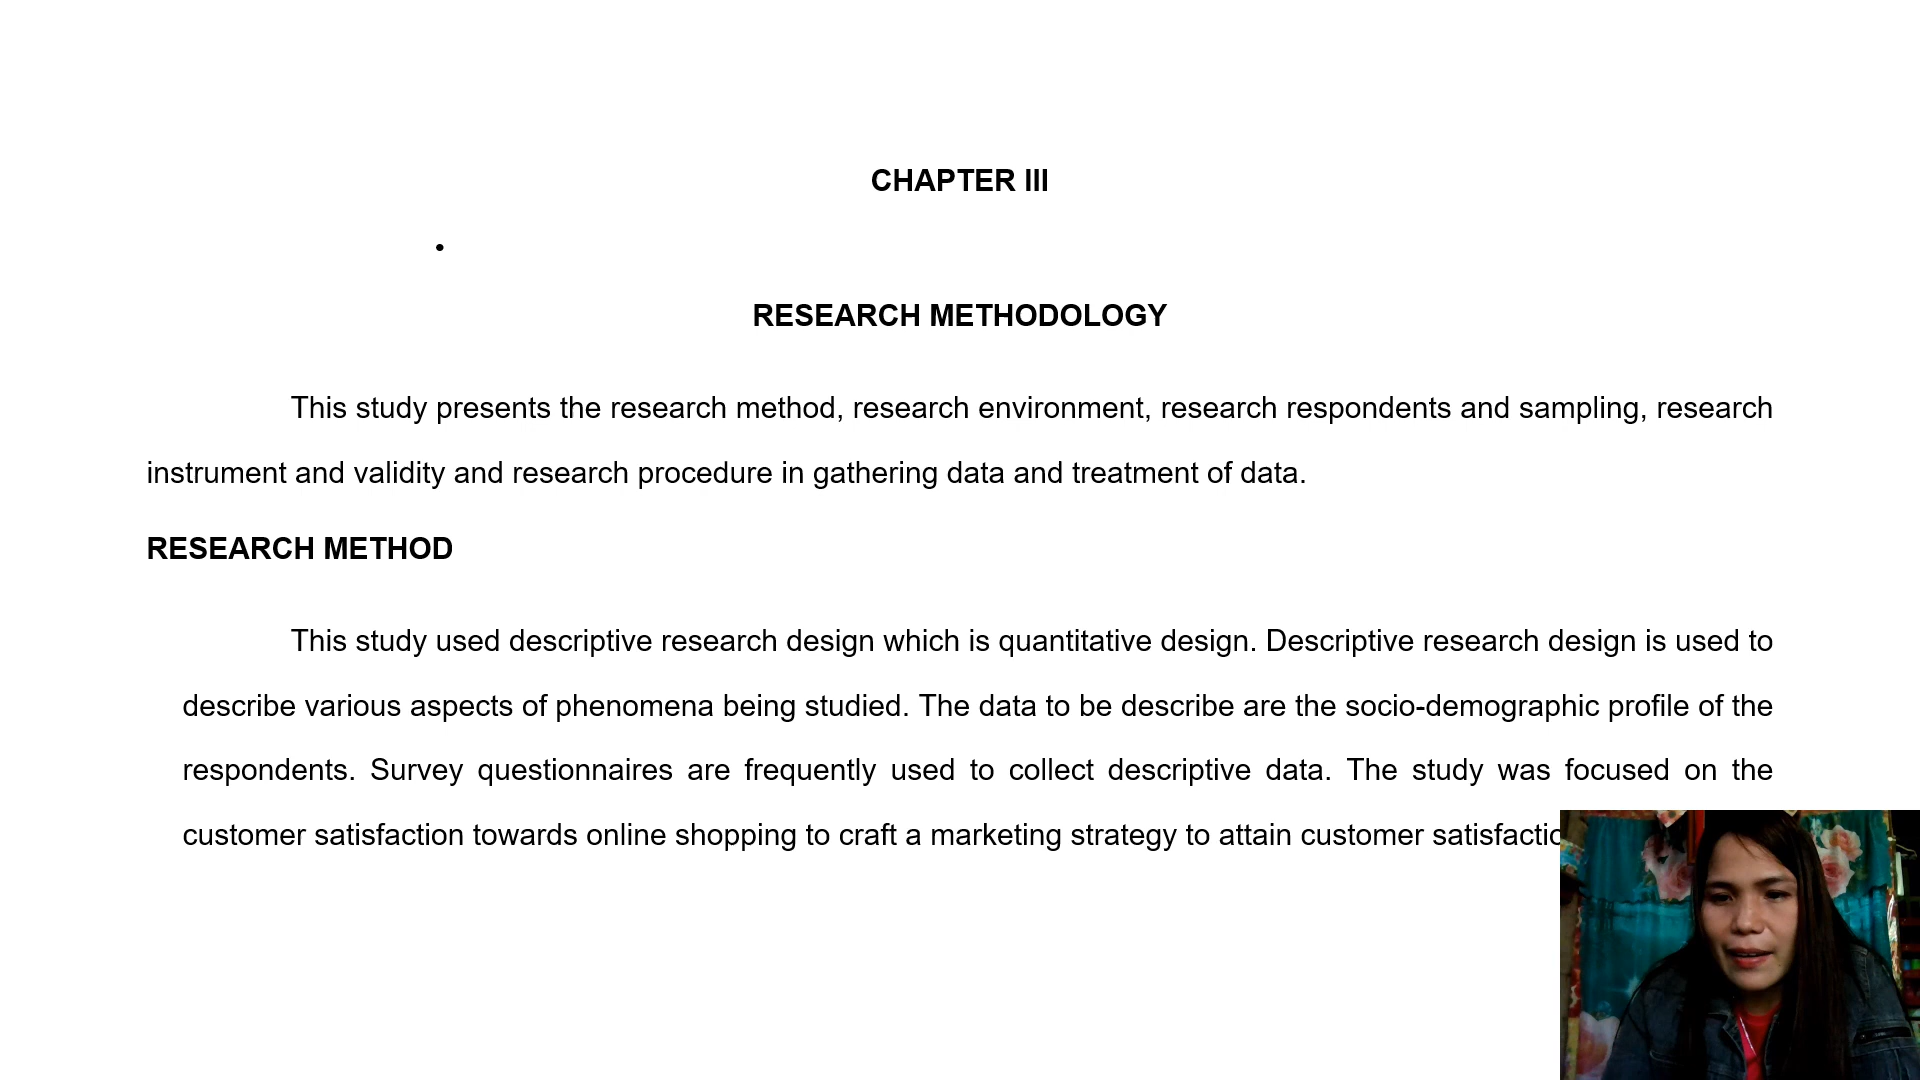 CHAPTER III
•
RESEARCH METHODOLOGY
This study presents the research method, research environment, research respondents and sampling, research
instrument and validity and research procedure in gathering data and treatment of data.
RESEARCH METHOD
This study used descriptive research design which is quantitative design. Descriptive research design is used to
describe various aspects of phenomena being studied. The data to be describe are the socio-demographic profile of the
respondents. Survey questionnaires are frequently used to collect descriptive data. The study was focused on the
customer satisfaction towards online shopping to craft a marketing strategy to attain customer